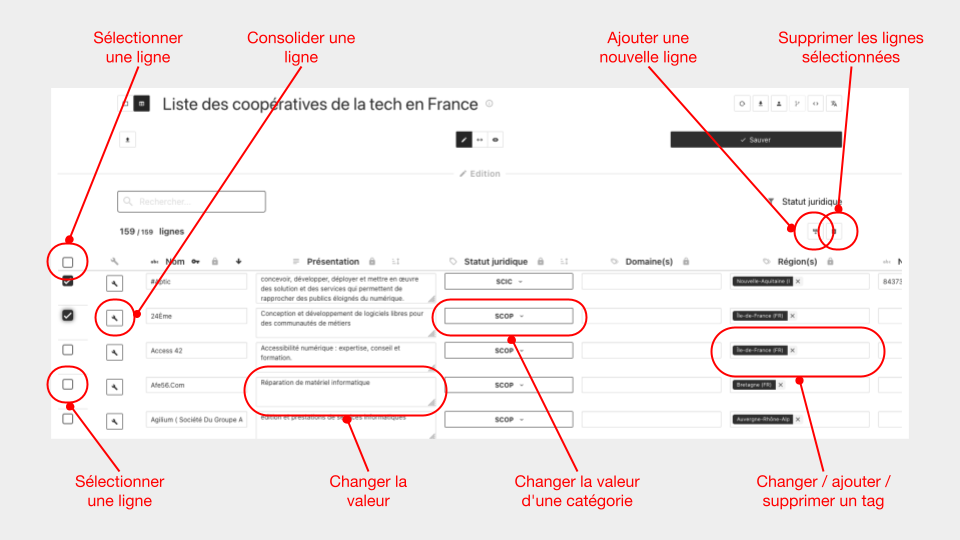 Sélectionner
une ligne
Consolider une
ligne
Ajouter une
nouvelle ligne
Supprimer les lignes
sélectionnées
Liste des coopératives de la tech en France
Sauver
Edition
Rechercher...
Statut juridique
159 / 159 lignes
Nom
Présentation
Statut juridique
Domaine(s)
Région(s)
#Aptic
concevoir, développer, déployer et mettre en œuvre
des solution et des services qui permettent de
rapprocher des publics éloignés du numérique.
SCIC
Nouvelle-Aquitaine ()
84373
24Eme
Conception et développement de logiciels libres pour
des communautés de métiers
SCOP
Île-de-France (FR)
Access 42
Accessibilité numérique : expertise, conseil et
formation.
SCOP
Île-de-France (FR)
Afe56.Com
Réparation de matériel informatique
SCOP
Bretagne (FR)
Agilium ( Société Du Groupe A
Edition et prestations de services informatiques
SCOP
Auvergne-Rhône-Alp
Sélectionner
une ligne
Changer la
valeur
Changer la valeur
d'une catégorie
Changer / ajouter /
supprimer un tag